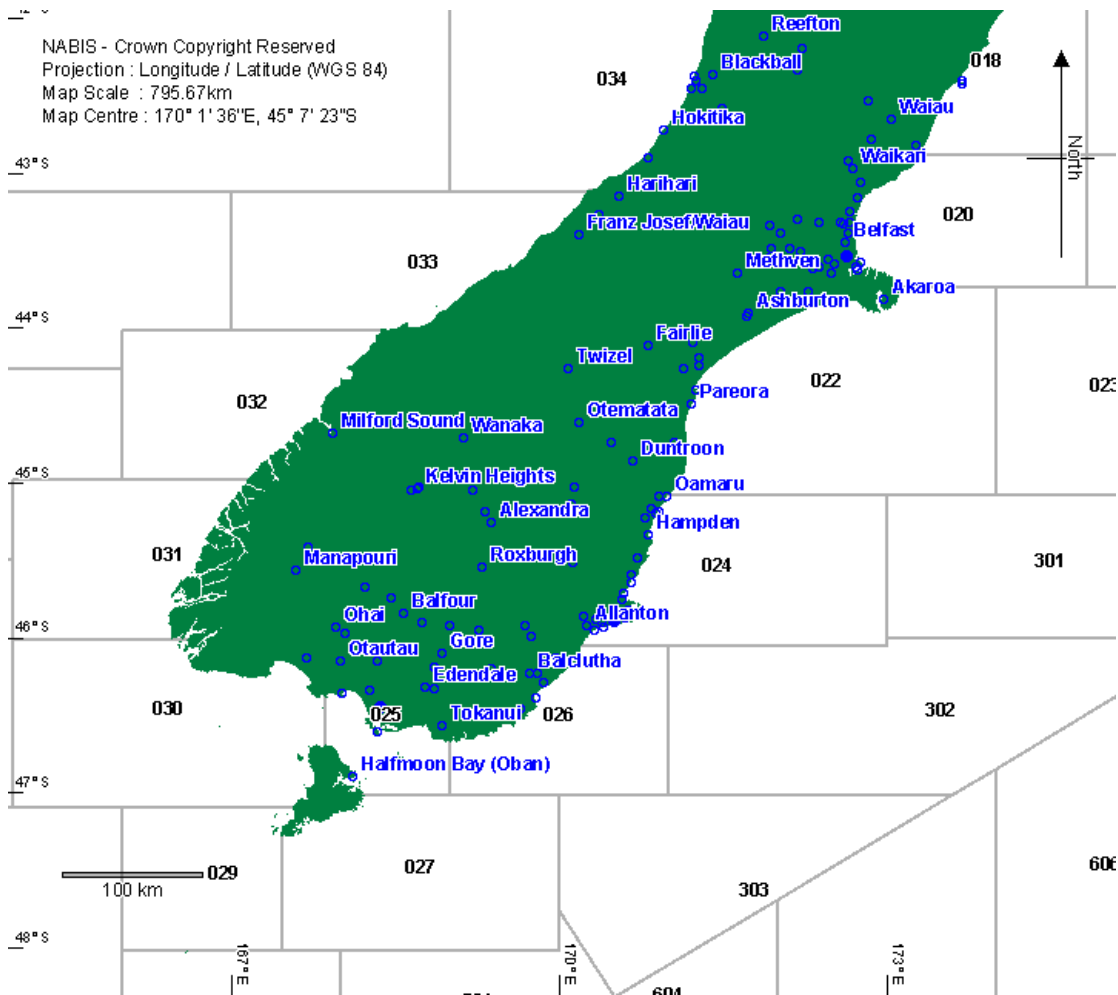 42°S
Reefton
NABIS - Crown Copyright Reserved
Projection : Longitude / Latitude (WGS 84)
Map Scale : 795.67km
Map Centre : 170° 1' 36"E, 45° 7' 23"S
034
Blackball
018
Waiau
Hokitika
North
43°S
Waikari
Harihari
020
Franz Josef/Waiau
Belfast
033
Methven
Akaroa
Ashburton
44°S
Fairlie
Twizel
022
023
Pareora
032
Otematata
Milford Sound
Wanaka
Duntroon
45°S
Kelvin Heights
Oamaru
Alexandra
Hampden
031
Manapouri
Roxburgh
024
301
Balfour
Ohai
Allanton
46°S
Gore
Otautau
Balclutha
Edendale
030
025
Tokanui
026
302
Halfmoon Bay (Oban)
47°S
029
027
606
100 km
303
48°S
167°E
170°E
173°E
604